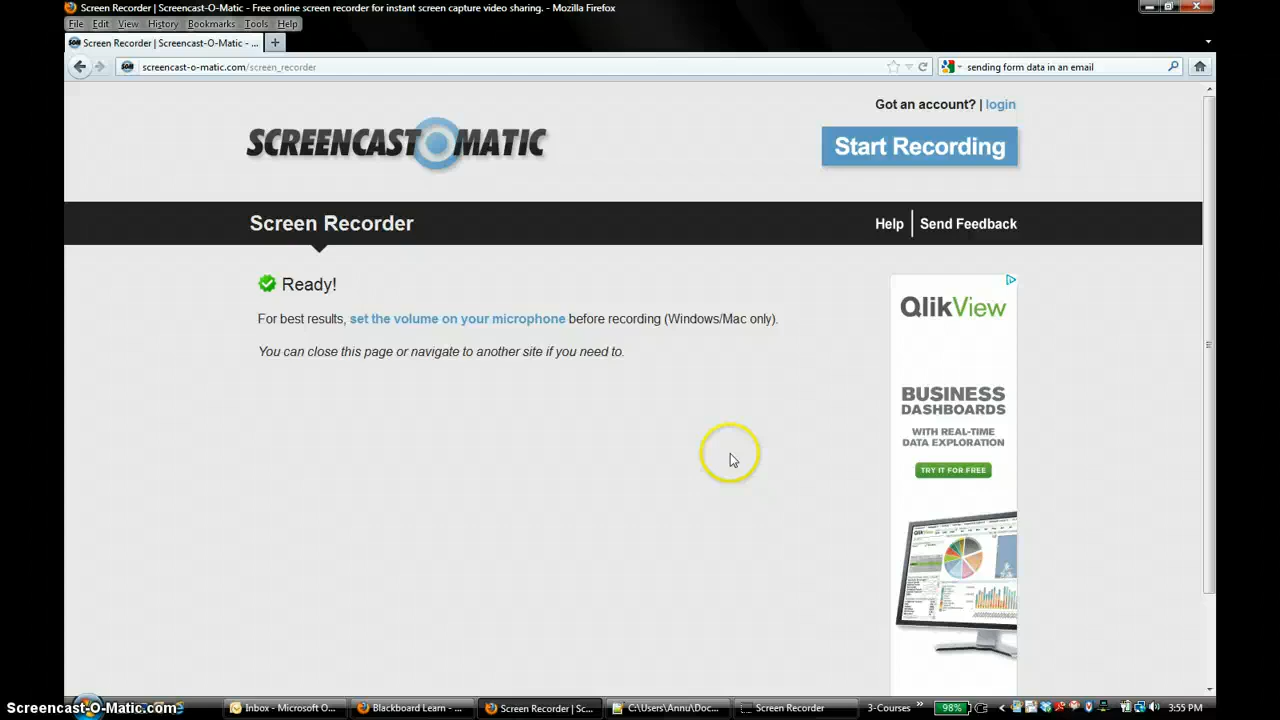 Screen Recorder | Screencast-O-Matic - Free online screen recorder for instant screen capture video sharing. - Mozilla Firefox
File Edit View History Bookmarks Tools Help
Screen Recorder | Screencast-O-Matic - ...
screencast-o-matic.com/screen_recorder
sending form data in an email
Got an account? | login
SCREENCAST O MATIC
Start Recording
Screen Recorder
Help
Send Feedback
Ready!
For best results, set the volume on your microphone before recording (Windows/Mac only).
You can close this page or navigate to another site if you need to.
QlikView
BUSINESS
DASHBOARDS
WITH REAL-TIME
DATA EXPLORATION
TRY IT FOR FREE
Screencast-O-Matic.com
Inbox - Microsoft O...
Blackboard Learn - ...
Screen Recorder | Sc...
C:\Users\Annu\Doc...
Screen Recorder
3-Courses
98%
3:55 PM